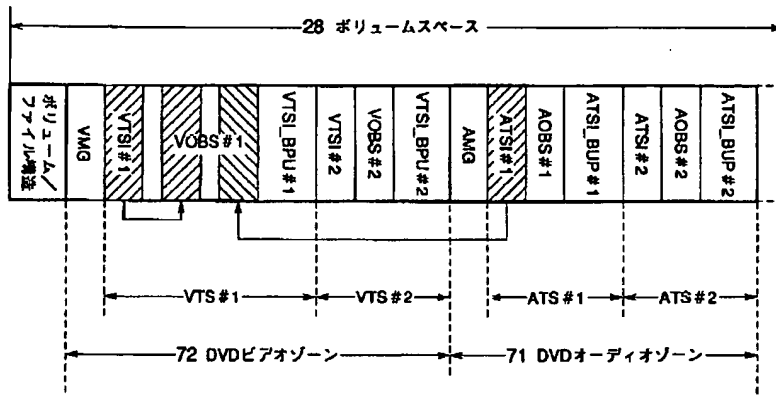 28 ボリュームスペース
ボリューム／
ファイル構造
VMG
VTSI#1
VOBS#1
VTSI_BPU#1
VTSI#2
VOBS#2
VTSI_BPU#2
AMG
ATSI#1
AOBS#1
ATSI_BUP#1
ATSI#2
AOBS#2
ATSI_BUP#2
VTS#1
VTS#2
ATS#1
ATS#2
72 DVDビデオゾーン
71 DVDオーディオゾーン